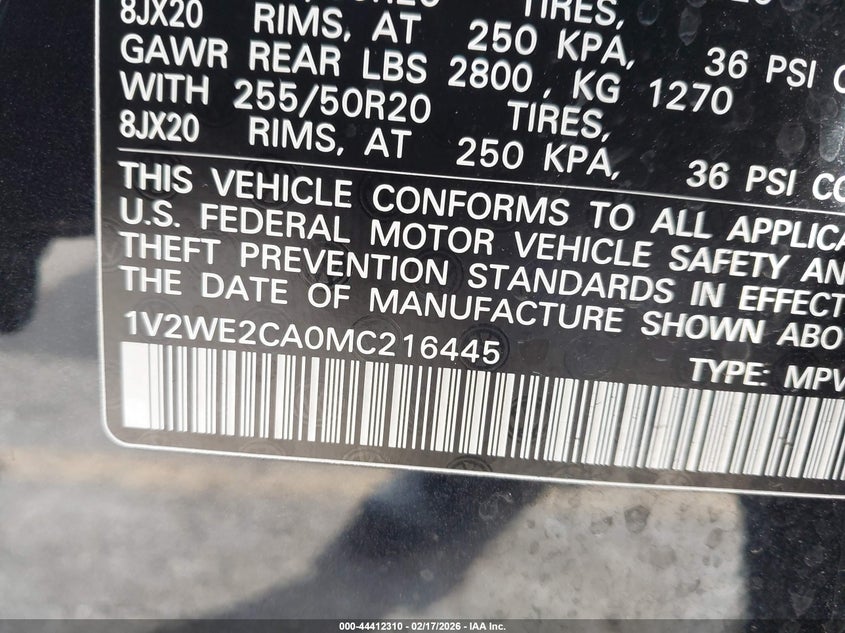 8JX20 RIMS, AT 250 KPA, 36 PSI
GAWR REAR LBS 2800, KG 1270
WITH 255/50R20 TIRES,
8JX20 RIMS, AT 250 KPA, 36 PSI
THIS VEHICLE CONFORMS TO ALL
U.S. FEDERAL MOTOR VEHICLE SAFETY
THEFT PREVENTION STANDARDS IN EFFECT
THE DATE OF MANUFACTURE SHOWN
1V2WE2CA0MC216445
TYPE: MPV
000-44412310 - 02/17/2026 - IAA Inc.